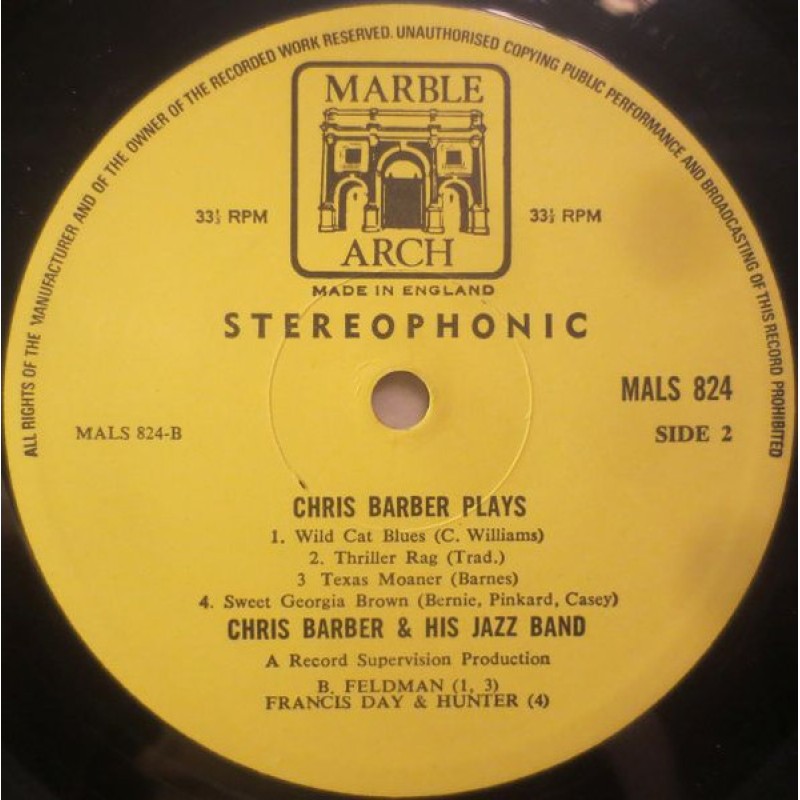 ALL RIGHTS OF THE MANUFACTURER AND OF THE OWNER OF THE RECORDED WORK RESERVED. UNAUTHORISED COPYING PUBLIC PERFORMANCE AND BROADCASTING OF THIS RECORD PROHIBITED
MARBLE
ARCH
33⅓ RPM
33⅓ RPM
MADE IN ENGLAND
STEREOPHONIC
MALS 824
MALS 824-B
SIDE 2
CHRIS BARBER PLAYS
1. Wild Cat Blues (C. Williams)
2. Thriller Rag (Trad.)
3 Texas Moaner (Barnes)
4. Sweet Georgia Brown (Bernie, Pinkard, Casey)
CHRIS BARBER & HIS JAZZ BAND
A Record Supervision Production
B. FELDMAN (1, 3)
FRANCIS DAY & HUNTER (4)